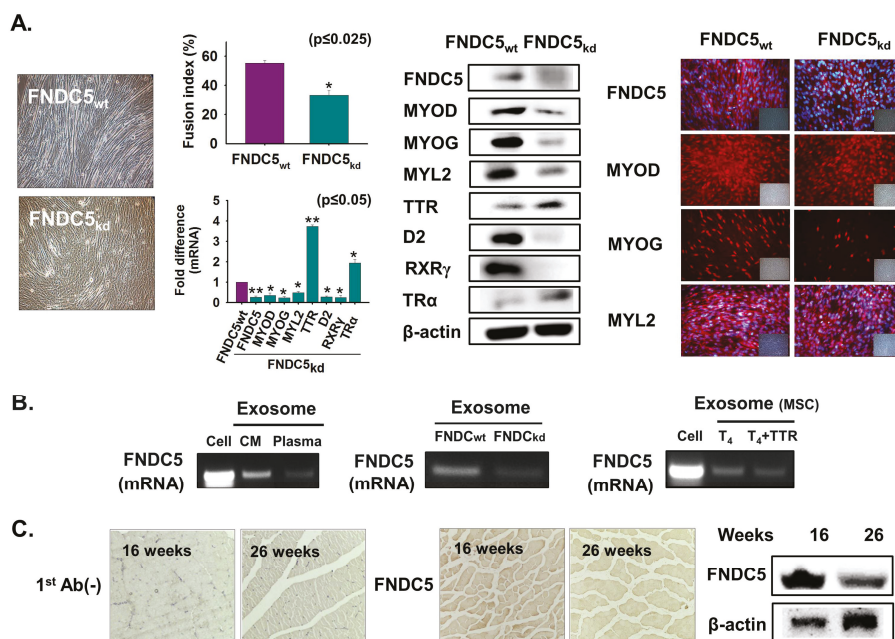 A.
FNDC5wt
FNDC5kd
(p≤0.025)
Fusion index (%)
60
40
20
0
*
FNDC5wt FNDC5kd
(p≤0.05)
Fold difference
(mRNA)
5
4
3
2
1
0
** * * * ** * * *
FNDC5wt
FNDC5
MYOD
MYOG
MYL2
TTR
D2
RXRγ
TRα
FNDC5kd
FNDC5wt FNDC5kd
FNDC5
MYOD
MYOG
MYL2
TTR
D2
RXRγ
TRα
β-actin
FNDC5wt FNDC5kd
FNDC5
MYOD
MYOG
MYL2
B.
Exosome
Cell CM Plasma
FNDC5
(mRNA)
Exosome
FNDCwt FNDCkd
FNDC5
(mRNA)
Exosome (MSC)
Cell T4 T4+TTR
FNDC5
(mRNA)
C.
1st Ab(-)
16 weeks
26 weeks
FNDC5
16 weeks
26 weeks
Weeks 16 26
FNDC5
β-actin